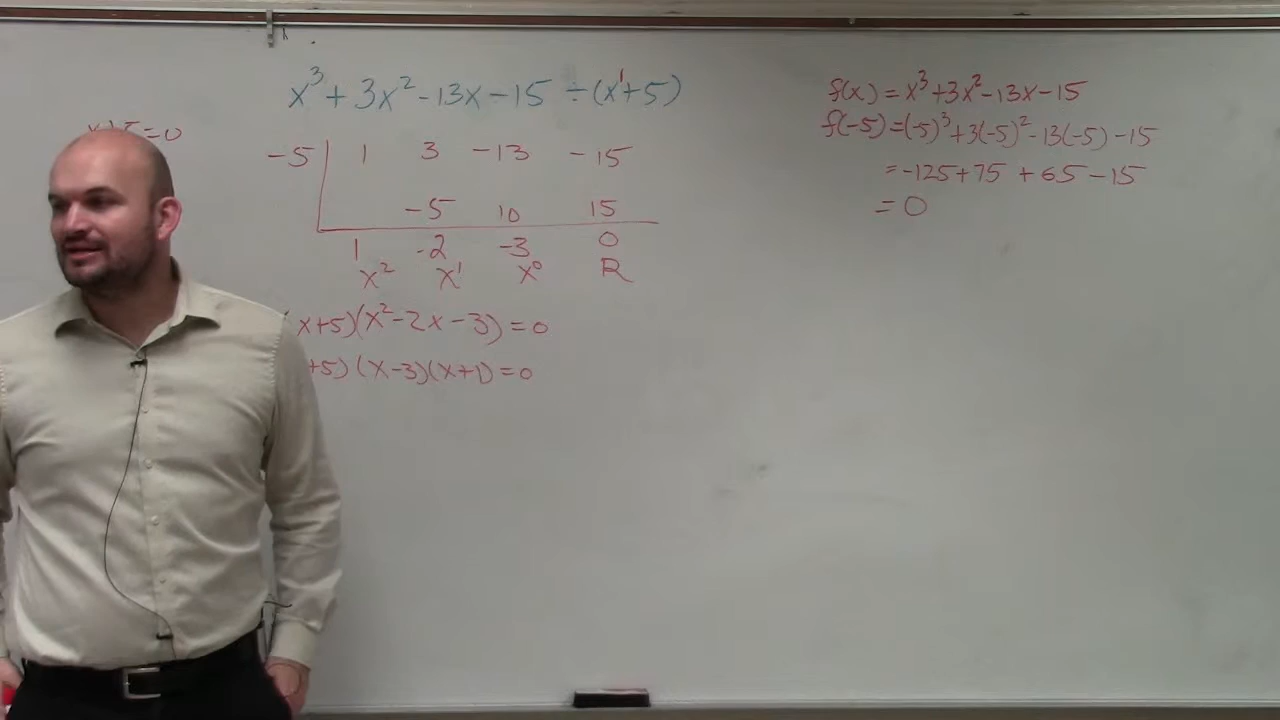 x³ + 3x² - 13x - 15 ÷ (x¹ + 5)
= 0
-5 | 1 3 -13 -15
-5 10 15
1 -2 -3 0
x² x¹ x⁰ R
x+5)(x² - 2x - 3) = 0
+5)(x-3)(x+1) = 0
f(x) = x³ + 3x² - 13x - 15
f(-5) = (-5)³ + 3(-5)² - 13(-5) - 15
= -125 + 75 + 65 - 15
= 0